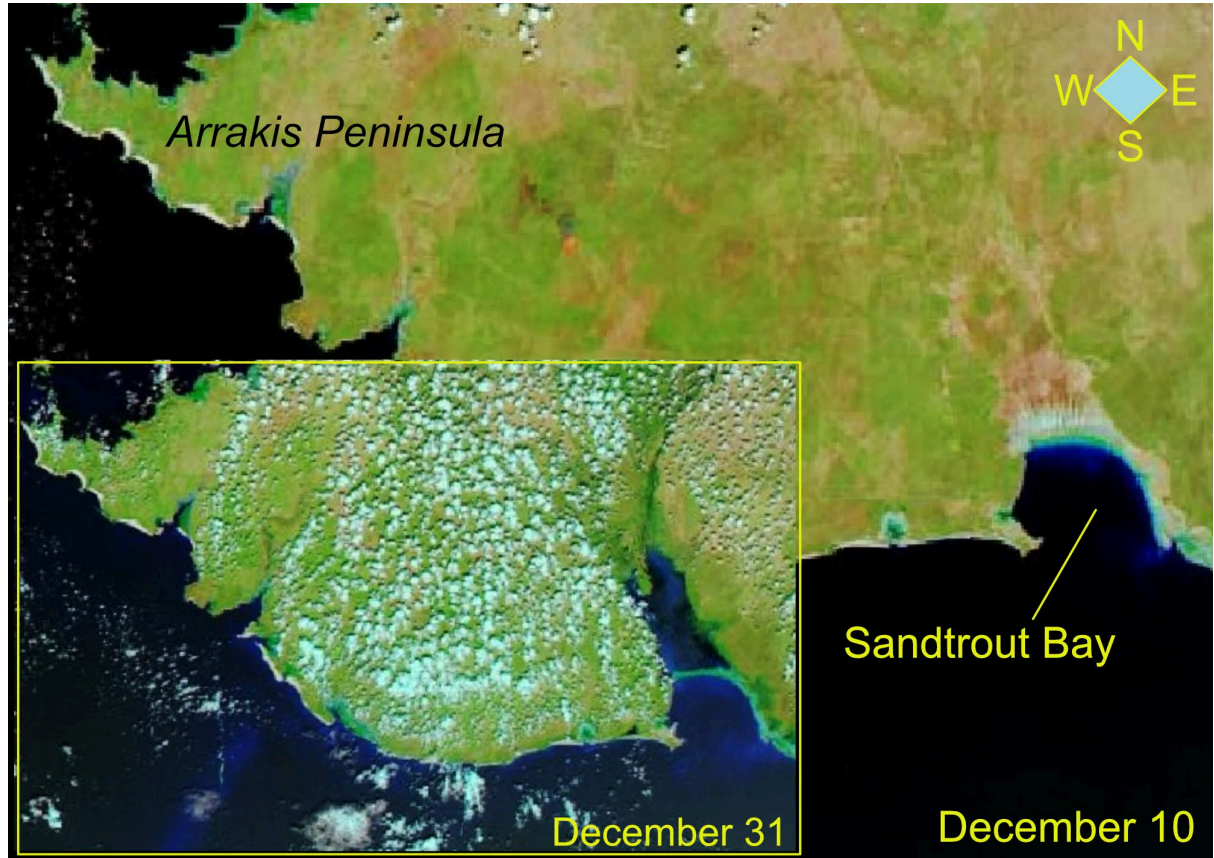 N
W E
S
Arrakis Peninsula
Sandtrout Bay
December 31
December 10